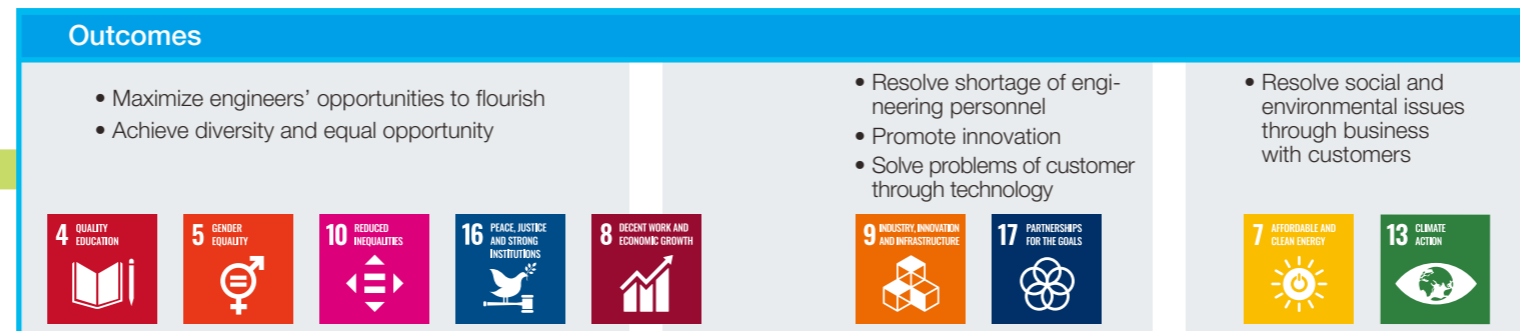 Outcomes
• Maximize engineers’ opportunities to flourish
• Achieve diversity and equal opportunity
• Resolve shortage of engi-
neering personnel
• Promote innovation
• Solve problems of customer
through technology
• Resolve social and
environmental issues
through business
with customers
4 QUALITY
EDUCATION
5 GENDER
EQUALITY
10 REDUCED
INEQUALITIES
16 PEACE, JUSTICE
AND STRONG
INSTITUTIONS
8 DECENT WORK AND
ECONOMIC GROWTH
9 INDUSTRY, INNOVATION
AND INFRASTRUCTURE
17 PARTNERSHIPS
FOR THE GOALS
7 AFFORDABLE AND
CLEAN ENERGY
13 CLIMATE
ACTION